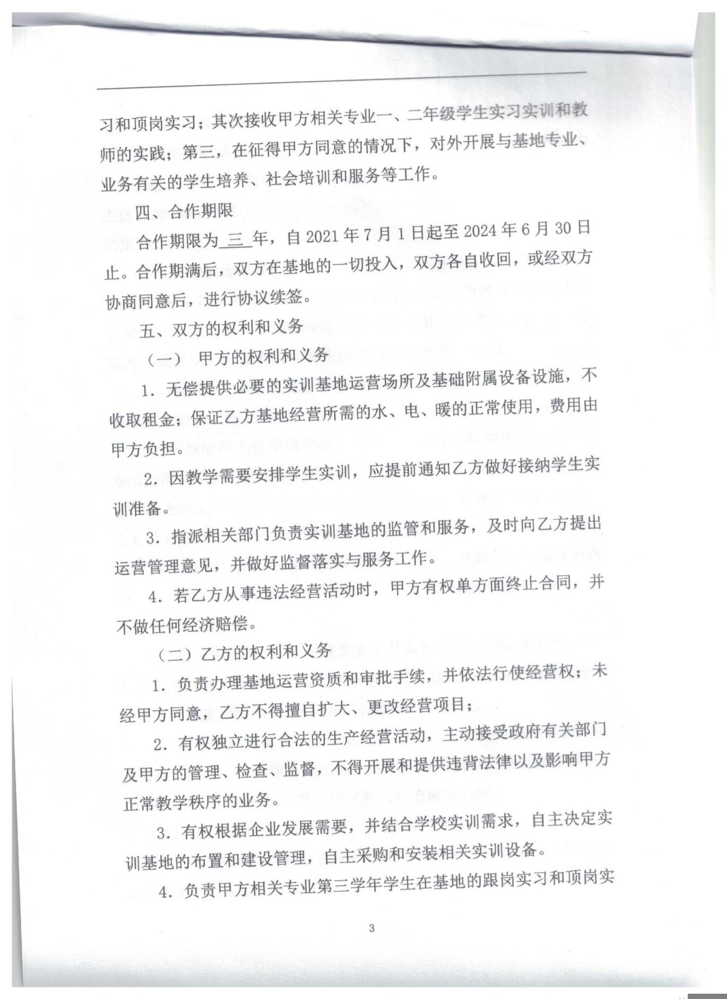 习和顶岗实习；其次接收甲方相关专业一、二年级学生实习实训和教
师的实践；第三，在征得甲方同意的情况下，对外开展与基地专业、
业务有关的学生培养、社会培训和服务等工作。
四、合作期限
合作期限为 三 年，自 2021 年 7 月 1 日起至 2024 年 6 月 30 日
止。合作期满后，双方在基地的一切投入，双方各自收回，或经双方
协商同意后，进行协议续签。
五、双方的权利和义务
（一） 甲方的权利和义务
1．无偿提供必要的实训基地运营场所及基础附属设备设施，不
收取租金；保证乙方基地经营所需的水、电、暖的正常使用，费用由
甲方负担。
2．因教学需要安排学生实训，应提前通知乙方做好接纳学生实
训准备。
3．指派相关部门负责实训基地的监管和服务，及时向乙方提出
运营管理意见，并做好监督落实与服务工作。
4．若乙方从事违法经营活动时，甲方有权单方面终止合同，并
不做任何经济赔偿。
（二）乙方的权利和义务
1．负责办理基地运营资质和审批手续，并依法行使经营权；未
经甲方同意，乙方不得擅自扩大、更改经营项目；
2．有权独立进行合法的生产经营活动，主动接受政府有关部门
及甲方的管理、检查、监督，不得开展和提供违背法律以及影响甲方
正常教学秩序的业务。
3．有权根据企业发展需要，并结合学校实训需求，自主决定实
训基地的布置和建设管理，自主采购和安装相关实训设备。
4．负责甲方相关专业第三学年学生在基地的跟岗实习和顶岗实
3